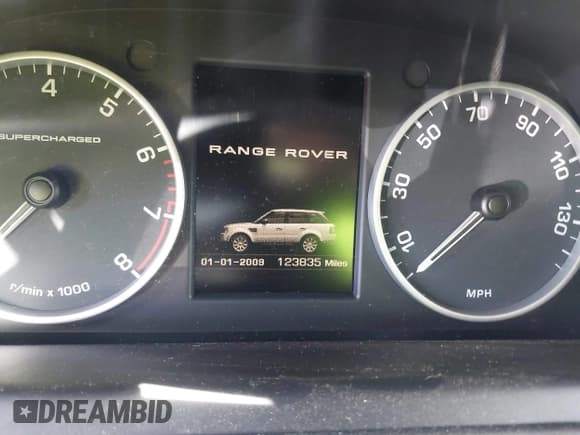 4
5
6
7
8
SUPERCHARGED
r/min x 1000
RANGE ROVER
01-01-2009 123835 Miles
10
30
50
70
90
110
130
MPH
DREAMBID